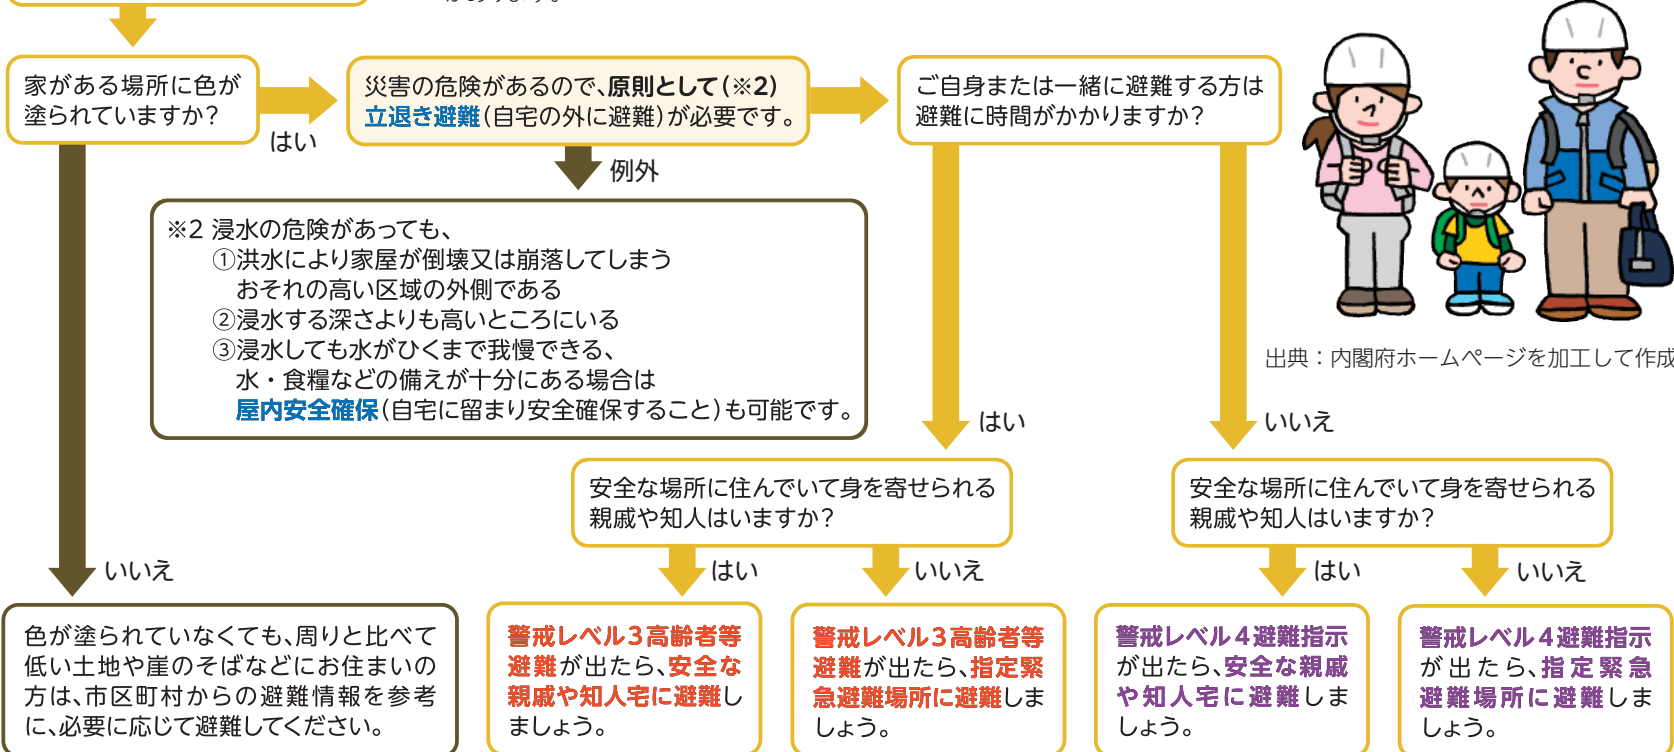 家がある場所に色が
塗られていますか?
はい
災害の危険があるので、原則として(※2)
立退き避難(自宅の外に避難)が必要です。
ご自身または一緒に避難する方は
避難に時間がかかりますか?
例外
※2 浸水の危険があっても、
①洪水により家屋が倒壊又は崩落してしまう
おそれの高い区域の外側である
②浸水する深さよりも高いところにいる
③浸水しても水がひくまで我慢できる、
水・食糧などの備えが十分にある場合は
屋内安全確保(自宅に留まり安全確保すること)も可能です。
出典:内閣府ホームページを加工して作成
はい
いいえ
安全な場所に住んでいて身を寄せられる
親戚や知人はいますか?
安全な場所に住んでいて身を寄せられる
親戚や知人はいますか?
いいえ
はい
いいえ
はい
いいえ
色が塗られていなくても、周りと比べて
低い土地や崖のそばなどにお住まいの
方は、市区町村からの避難情報を参考
に、必要に応じて避難してください。
警戒レベル3高齢者等
避難が出たら、安全な
親戚や知人宅に避難し
ましょう。
警戒レベル3高齢者等
避難が出たら、指定緊
急避難場所に避難しま
しょう。
警戒レベル4避難指示
が出たら、安全な親戚
や知人宅に避難しま
しょう。
警戒レベル4避難指示
が出たら、指定緊急
避難場所に避難しま
しょう。